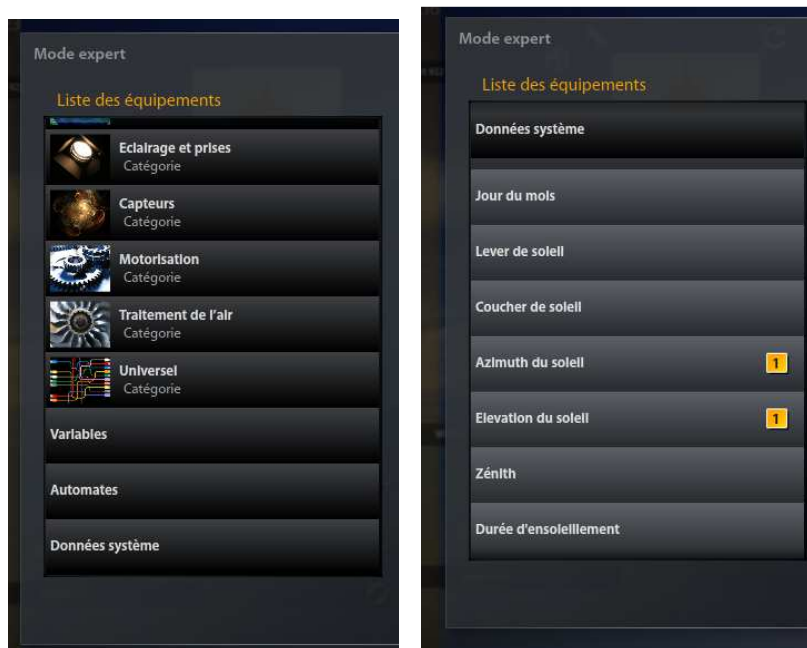 Mode expert
Liste des équipements
Eclairage et prises
Catégorie
Capteurs
Catégorie
Motorisation
Catégorie
Traitement de l'air
Catégorie
Universel
Catégorie
Variables
Automates
Données système
Mode expert
Liste des équipements
Données système
Jour du mois
Lever de soleil
Coucher de soleil
Azimuth du soleil 1
Elevation du soleil 1
Zénith
Durée d'ensoleillement